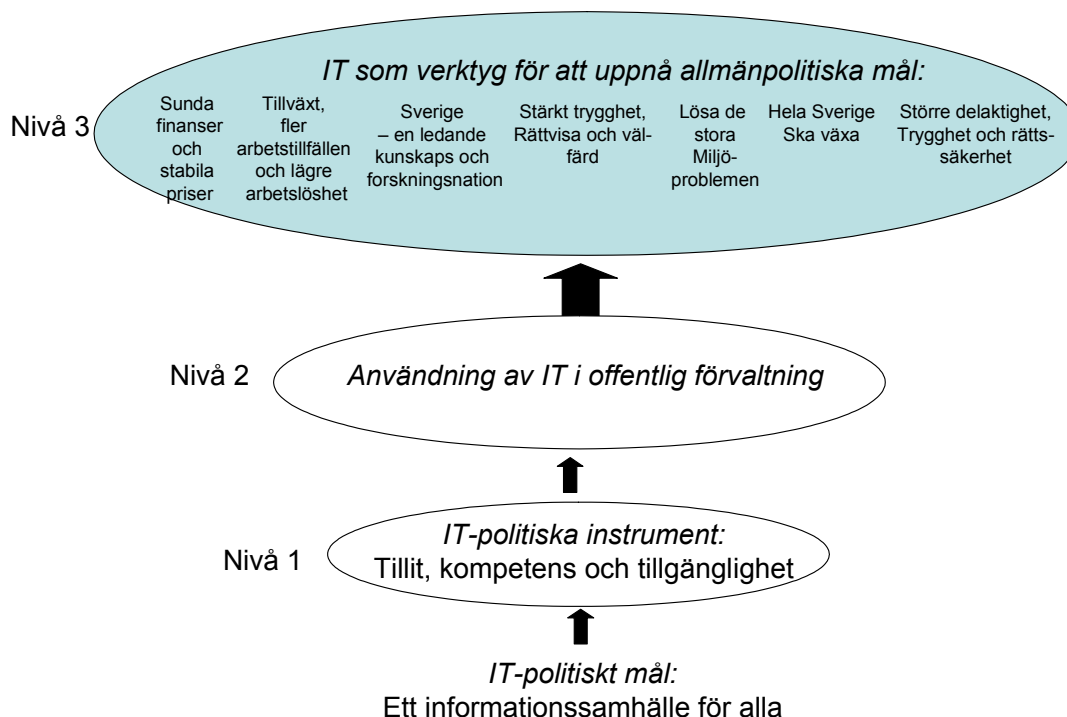 IT som verktyg för att uppnå allmänpolitiska mål:
Nivå 3
Sunda
finanser
och
stabila
priser
Tillväxt,
fler
arbetstillfällen
och lägre
arbetslöshet
Sverige
– en ledande
kunskaps och
forskningsnation
Stärkt trygghet,
Rättvisa och väl-
färd
Lösa de
stora
Miljö-
problemen
Hela Sverige
Ska växa
Större delaktighet,
Trygghet och rätts-
säkerhet
Nivå 2
Användning av IT i offentlig förvaltning
Nivå 1
IT-politiska instrument:
Tillit, kompetens och tillgänglighet
IT-politiskt mål:
Ett informationssamhälle för alla